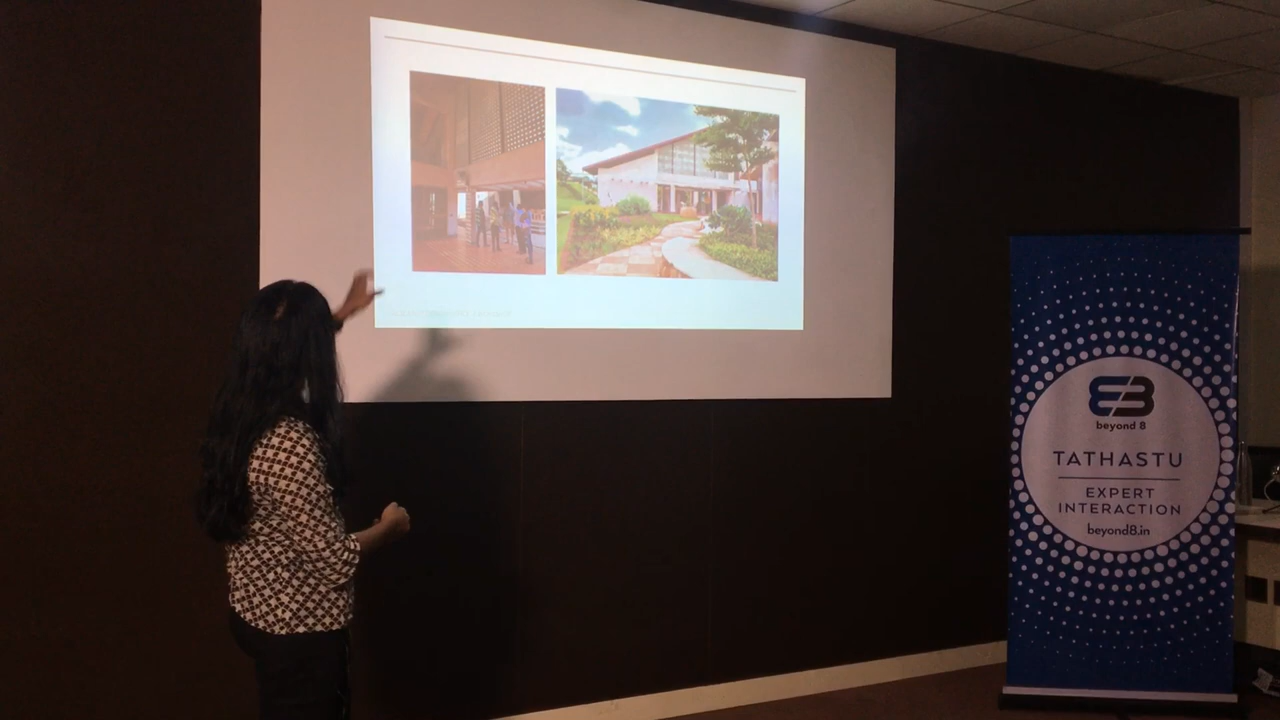 beyond 8
TATHASTU
EXPERT
INTERACTION
beyond8.in